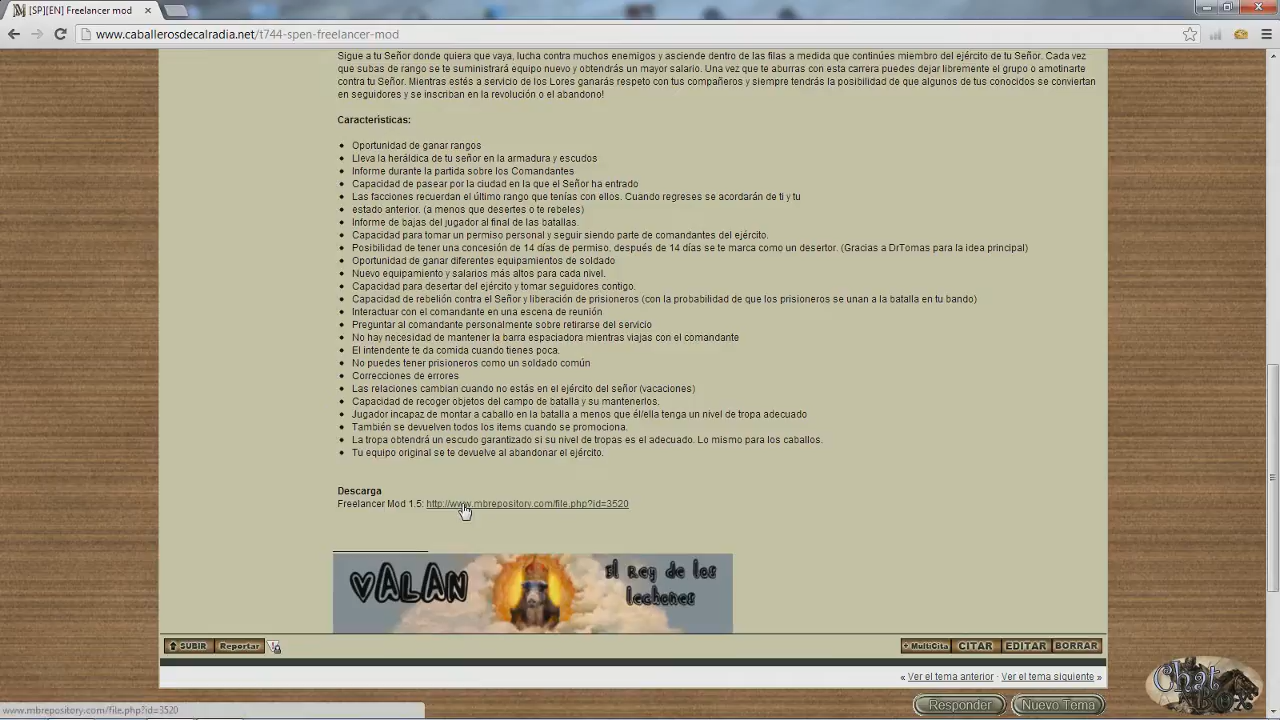 [SP][EN] Freelancer mod
www.caballerosdecalradia.net/t744-spen-freelancer-mod
Sigue a tu Señor donde quiera que vaya, lucha contra muchos enemigos y asciende dentro de las filas a medida que continúes miembro del ejército de tu Señor. Cada vez
que subas de rango se te suministrará equipo nuevo y obtendrás un mayor salario. Una vez que te aburras con esta carrera puedes dejar libremente el grupo o amotinarte
contra tu Señor. Mientras estés a servicio de los Lores ganarás respeto con tus compañeros y siempre tendrás la posibilidad de que algunos de tus conocidos se conviertan
en seguidores y se inscriban en la revolución o el abandono!
Caracteristicas:
Oportunidad de ganar rangos
Lleva la heráldica de tu señor en la armadura y escudos
Informe durante la partida sobre los Comandantes
Capacidad de pasear por la ciudad en la que el Señor ha entrado
Las facciones recuerdan el último rango que tenías con ellos. Cuando regreses se acordarán de ti y tu
estado anterior. (a menos que desertes o te rebeles)
Informe de bajas del jugador al final de las batallas.
Capacidad para tomar un permiso personal y seguir siendo parte de comandantes del ejército.
Posibilidad de tener una concesión de 14 días de permiso, después de 14 días se te marca como un desertor. (Gracias a DrTomas para la idea principal)
Oportunidad de ganar diferentes equipamientos de soldado
Nuevo equipamiento y salarios más altos para cada nivel.
Capacidad para desertar del ejército y tomar seguidores contigo.
Capacidad de rebelión contra el Señor y liberación de prisioneros (con la probabilidad de que los prisioneros se unan a la batalla en tu bando)
Interactuar con el comandante en una escena de reunión
Preguntar al comandante personalmente sobre retirarse del servicio
No hay necesidad de mantener la barra espaciadora mientras viajas con el comandante
El intendente te da comida cuando tienes poca.
No puedes tener prisioneros como un soldado común
Correcciones de errores
Las relaciones cambian cuando no estás en el ejército del señor (vacaciones)
Capacidad de recoger objetos del campo de batalla y su mantenerlos.
Jugador incapaz de montar a caballo en la batalla a menos que él/ella tenga un nivel de tropa adecuado
También se devuelven todos los items cuando se promociona.
La tropa obtendrá un escudo garantizado si su nivel de tropas es el adecuado. Lo mismo para los caballos.
Tu equipo original se te devuelve al abandonar el ejército.
Descarga
Freelancer Mod 1.5: http://www.mbrepository.com/file.php?id=3520
vALAN
El Rey de los
lechones
SUBIR Reportar
+ MultiCita CITAR EDITAR BORRAR
« Ver el tema anterior · Ver el tema siguiente »
Responder Nuevo Tema
Chat Box
www.mbrepository.com/file.php?id=3520